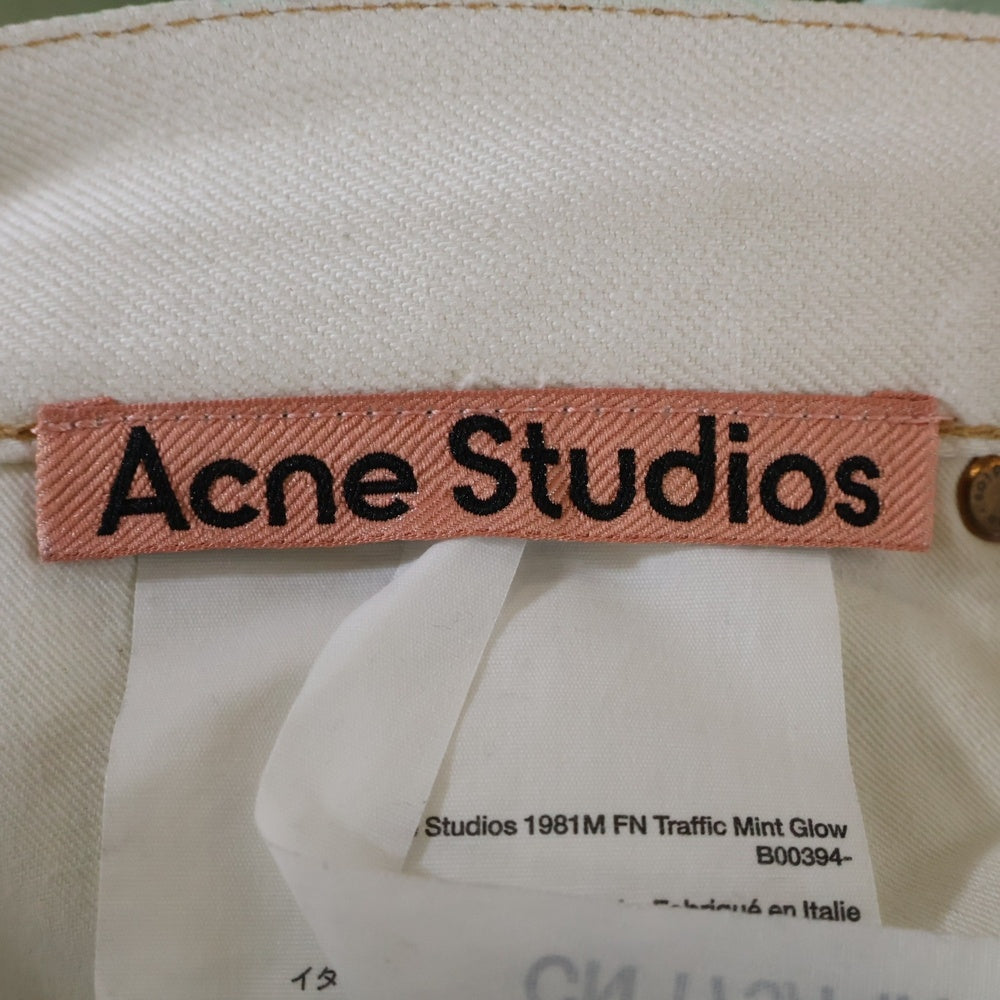 Acne Studios
Studios 1981M FN Traffic Mint Glow
B00394-
Fabriqué en Italie
イタ